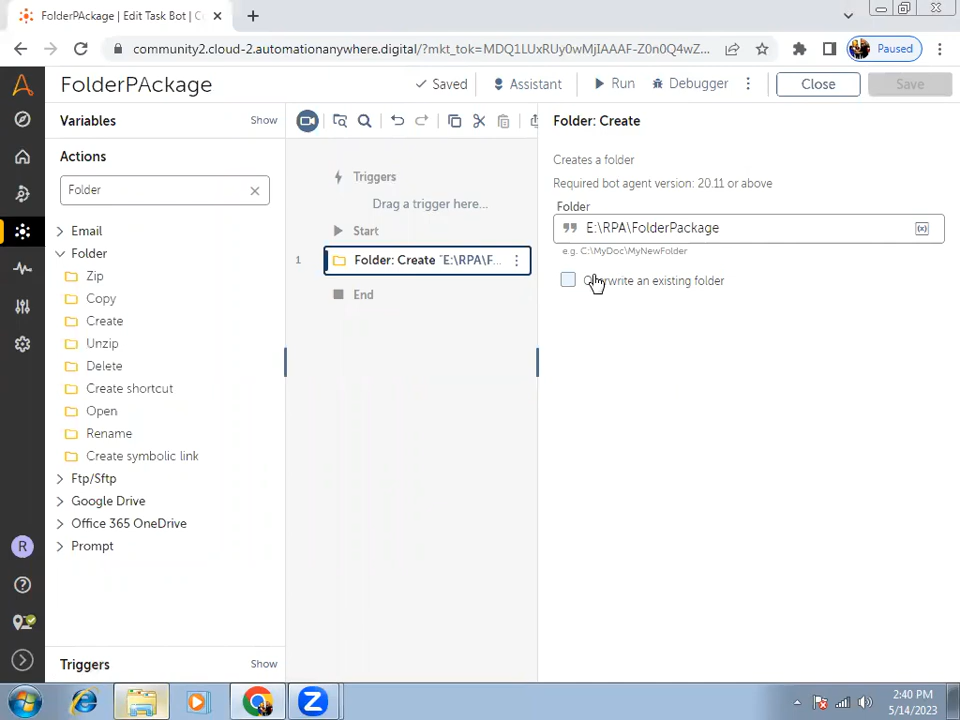 FolderPAckage | Edit Task Bot | C
community2.cloud-2.automationanywhere.digital/?mkt_tok=MDQ1LUxRUy0wMjIAAAF-Z0n0Q4wZ...
Paused
FolderPAckage
Saved
Assistant
Run
Debugger
Close
Save
Variables
Show
Actions
Folder
Email
Folder
Zip
Copy
Create
Unzip
Delete
Create shortcut
Open
Rename
Create symbolic link
Ftp/Sftp
Google Drive
Office 365 OneDrive
Prompt
Triggers
Show
Triggers
Drag a trigger here...
Start
1
Folder: Create "E:\RPA\F...
End
Folder: Create
Creates a folder
Required bot agent version: 20.11 or above
Folder
E:\RPA\FolderPackage
(x)
e.g. C:\MyDoc\MyNewFolder
Overwrite an existing folder
R
2:40 PM
5/14/2023